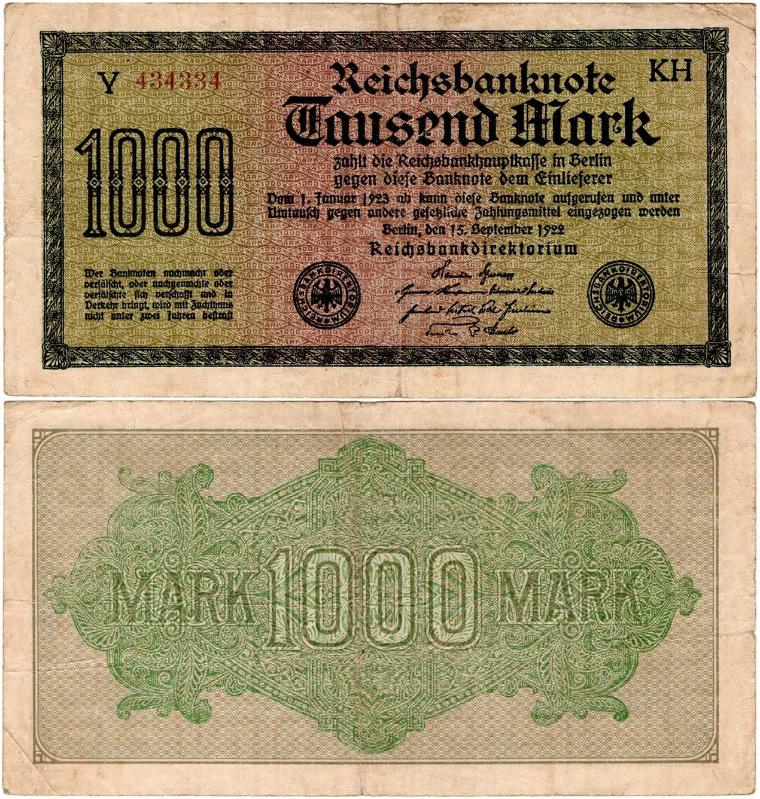 Y 434334
Reichsbanknote
KH
Tausend Mark
1000
zahlt die Reichsbankhauptkasse in Berlin
gegen diese Banknote dem Einlieferer
Vom 1. Januar 1923 ab kann diese Banknote aufgerufen und unter
Umtausch gegen andere gesetzliche Zahlungsmittel eingezogen werden
Berlin, den 15. September 1922
Reichsbankdirektorium
Wer Banknoten nachmacht oder
verfälscht, oder nachgemachte oder
verfälschte sich verschafft und in
Verkehr bringt, wird mit Zuchthaus
nicht unter zwei Jahren bestraft
REICHSBANKDIREKTORIUM
REICHSBANKDIREKTORIUM
MARK 1000 MARK